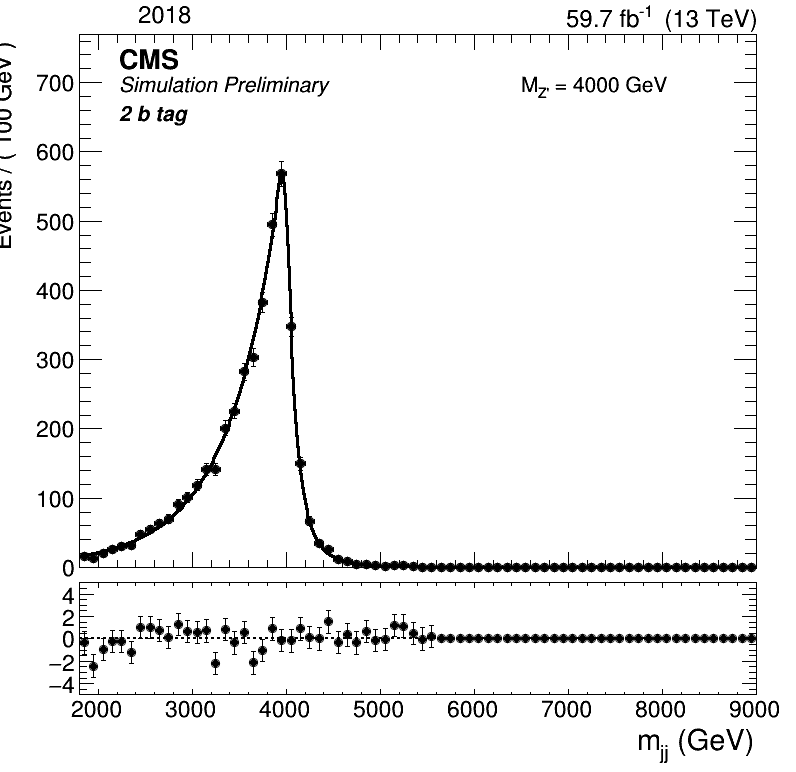 2018
59.7 fb⁻¹ (13 TeV)
CMS
Simulation Preliminary
2 b tag
M_Z' = 4000 GeV
Events / ( 100 GeV )
700
600
500
400
300
200
100
0
4
2
0
−2
−4
2000 3000 4000 5000 6000 7000 8000 9000
m_jj (GeV)